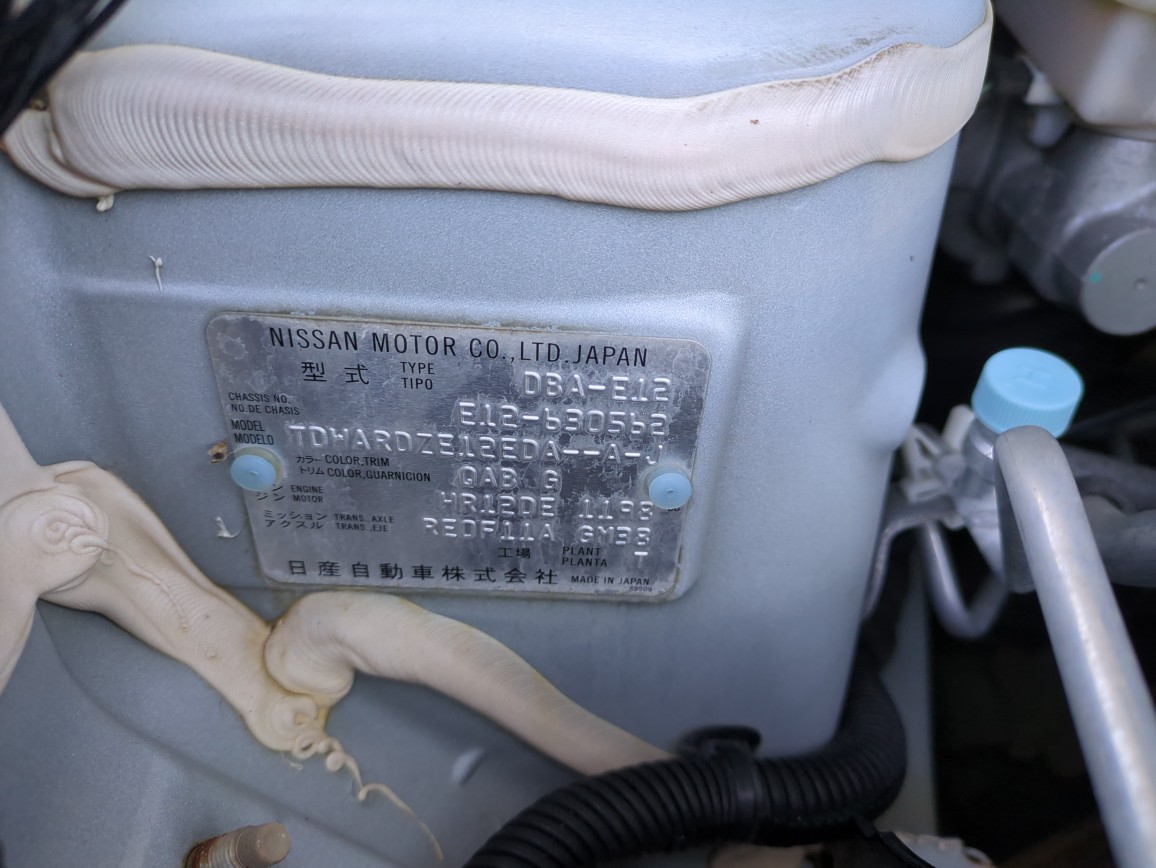 NISSAN MOTOR CO.,LTD.JAPAN
型式 TYPE TIPO DBA-E12
CHASSIS NO. NO.DE CHASIS E12-630562
MODEL MODELO TDWARDZE12EDA--A-J
カラー COLOR,TRIM
トリム COLOR,GUARNICION QAB G
ン ENGINE
ジン MOTOR HR12DE 1198
ミッション TRANS. AXLE
アクスル TRANS. EJE REDF11A GM38
工場 PLANT PLANTA
日産自動車株式会社 MADE IN JAPAN